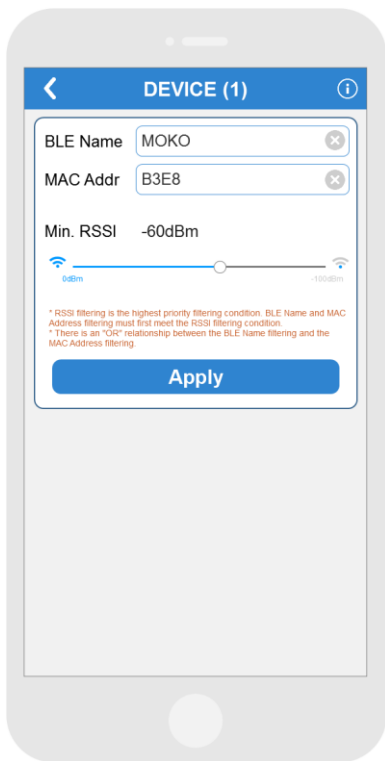 DEVICE (1)
BLE Name MOKO
MAC Addr B3E8
Min. RSSI -60dBm
0dBm -100dBm
* RSSI filtering is the highest priority filtering condition. BLE Name and MAC
Address filtering must first meet the RSSI filtering condition.
* There is an "OR" relationship between the BLE Name filtering and the
MAC Address filtering.
Apply